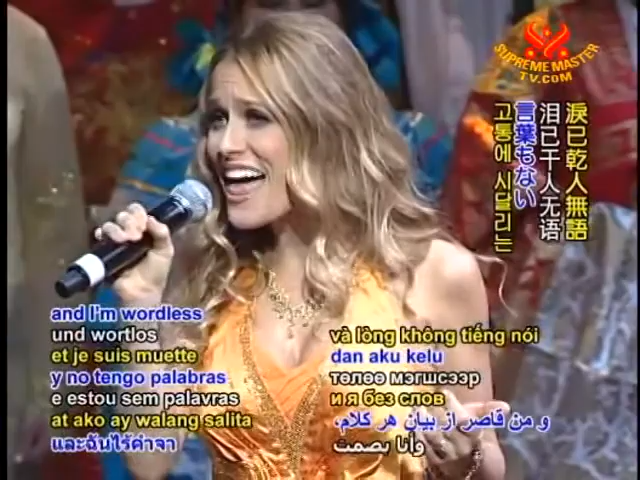 SUPREME MASTER
TV.COM
淚已乾人無語
泪已干人无语
言葉もない
고통에 시달리는
and I'm wordless
und wortlos
et je suis muette
y no tengo palabras
e estou sem palavras
at ako ay walang salita
และฉันไร้คำจา
và lòng không tiếng nói
dan aku kelu
төлөө мэгшсээр
и я без слов
و من قاصر از بیان هر کلام،
وأنا بصمت